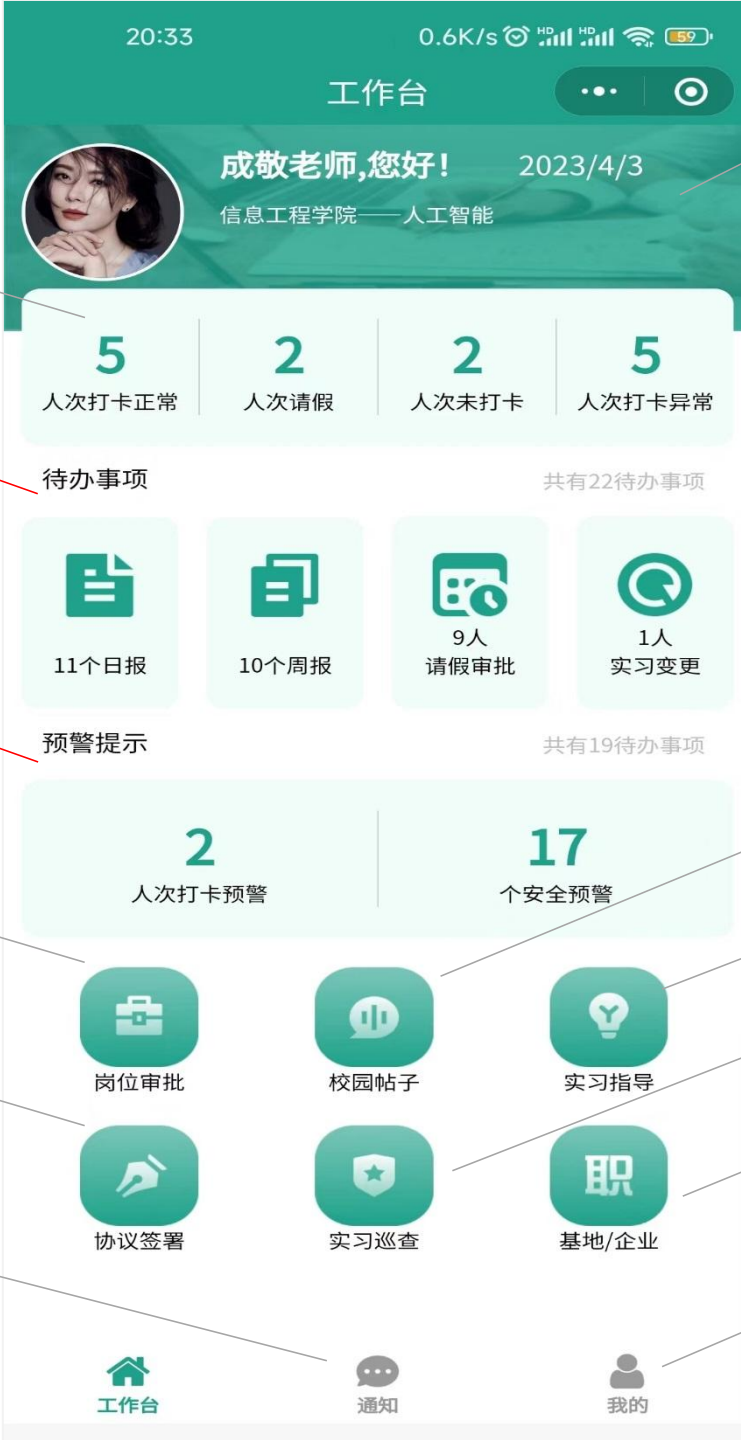 20:33 0.6K/s HD HD 59
工作台
成敬老师,您好! 2023/4/3
信息工程学院——人工智能
5 2 2 5
人次打卡正常 人次请假 人次未打卡 人次打卡异常
待办事项 共有22待办事项
9人 1人
11个日报 10个周报 请假审批 实习变更
预警提示 共有19待办事项
2 17
人次打卡预警 个安全预警
岗位审批 校园帖子 实习指导
职
协议签署 实习巡查 基地/企业
工作台 通知 我的